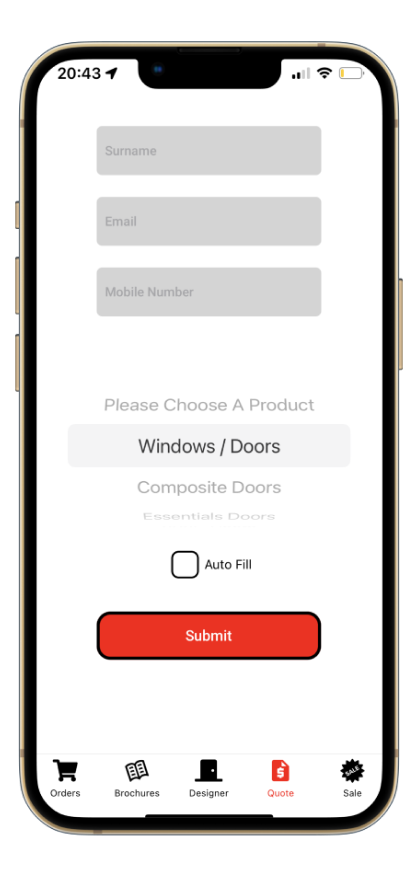 20:43
Surname
Email
Mobile Number
Please Choose A Product
Windows / Doors
Composite Doors
Essentials Doors
Auto Fill
Submit
Orders Brochures Designer Quote Sale
SALE